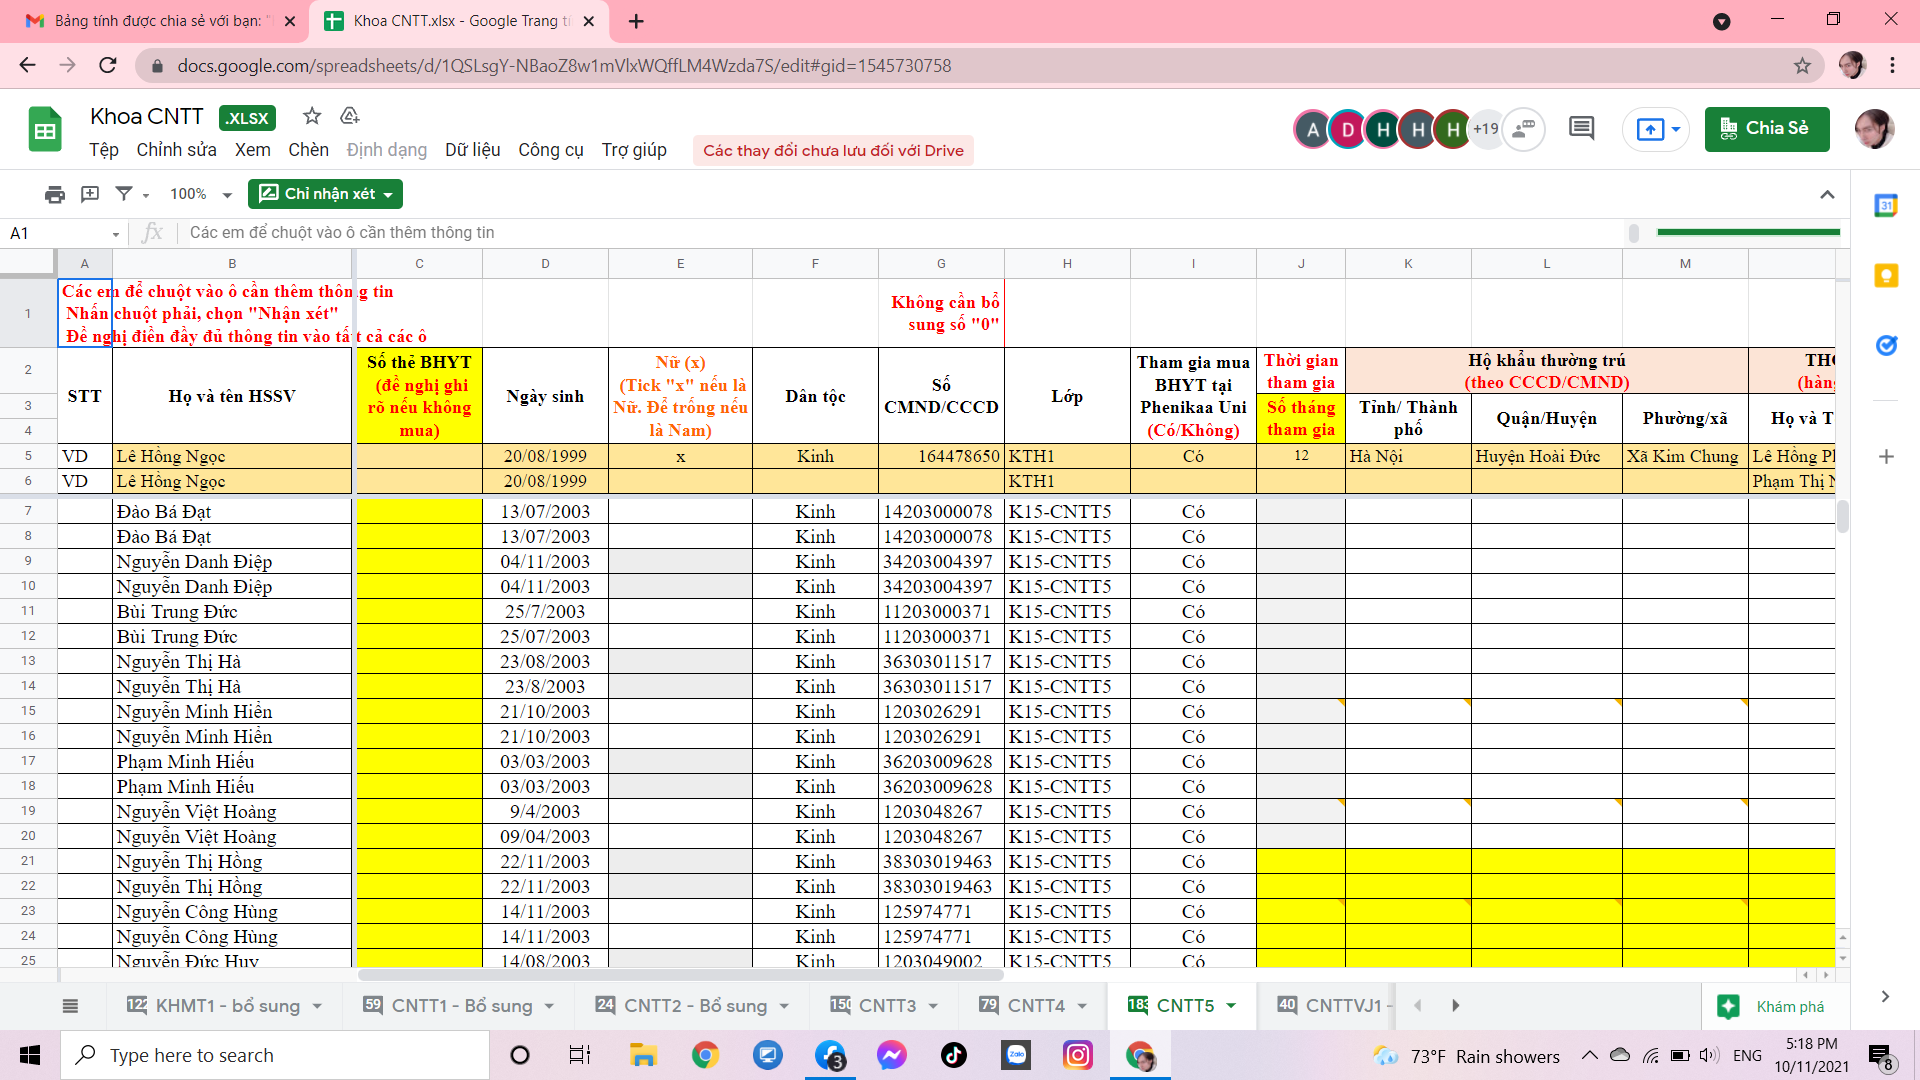 Bảng tính được chia sẻ với bạn: "
Khoa CNTT.xlsx - Google Trang tí
docs.google.com/spreadsheets/d/1QSLsgY-NBaoZ8w1mVlxWQffLM4Wzda7S/edit#gid=1545730758
Khoa CNTT .XLSX
Tệp Chỉnh sửa Xem Chèn Định dạng Dữ liệu Công cụ Trợ giúp Các thay đổi chưa lưu đối với Drive
A D H H H +19 Chia Sẻ
100% Chỉ nhận xét
A1 fx Các em để chuột vào ô cần thêm thông tin
A B C D E F G H I J K L M
1
Các em để chuột vào ô cần thêm thông tin
Nhấn chuột phải, chọn "Nhận xét"
Đề nghị điền đầy đủ thông tin vào tất cả các ô
Không cần bổ sung số "0"
2
3
4
STT
Họ và tên HSSV
Số thẻ BHYT
(đề nghị ghi rõ nếu không mua)
Ngày sinh
Nữ (x)
(Tick "x" nếu là Nữ. Để trống nếu là Nam)
Dân tộc
Số CMND/CCCD
Lớp
Tham gia mua BHYT tại Phenikaa Uni (Có/Không)
Thời gian tham gia
Số tháng tham gia
Hộ khẩu thường trú
(theo CCCD/CMND)
Tỉnh/ Thành phố
Quận/Huyện
Phường/xã
(hàng
Họ và T
5 VD Lê Hồng Ngọc 20/08/1999 x Kinh 164478650 KTH1 Có 12 Hà Nội Huyện Hoài Đức Xã Kim Chung Lê Hồng Ph
6 VD Lê Hồng Ngọc 20/08/1999 KTH1 Phạm Thị N
7 Đào Bá Đạt 13/07/2003 Kinh 14203000078 K15-CNTT5 Có
8 Đào Bá Đạt 13/07/2003 Kinh 14203000078 K15-CNTT5 Có
9 Nguyễn Danh Điệp 04/11/2003 Kinh 34203004397 K15-CNTT5 Có
10 Nguyễn Danh Điệp 04/11/2003 Kinh 34203004397 K15-CNTT5 Có
11 Bùi Trung Đức 25/7/2003 Kinh 11203000371 K15-CNTT5 Có
12 Bùi Trung Đức 25/07/2003 Kinh 11203000371 K15-CNTT5 Có
13 Nguyễn Thị Hà 23/08/2003 Kinh 36303011517 K15-CNTT5 Có
14 Nguyễn Thị Hà 23/8/2003 Kinh 36303011517 K15-CNTT5 Có
15 Nguyễn Minh Hiển 21/10/2003 Kinh 1203026291 K15-CNTT5 Có
16 Nguyễn Minh Hiển 21/10/2003 Kinh 1203026291 K15-CNTT5 Có
17 Phạm Minh Hiếu 03/03/2003 Kinh 36203009628 K15-CNTT5 Có
18 Phạm Minh Hiếu 03/03/2003 Kinh 36203009628 K15-CNTT5 Có
19 Nguyễn Việt Hoàng 9/4/2003 Kinh 1203048267 K15-CNTT5 Có
20 Nguyễn Việt Hoàng 09/04/2003 Kinh 1203048267 K15-CNTT5 Có
21 Nguyễn Thị Hồng 22/11/2003 Kinh 38303019463 K15-CNTT5 Có
22 Nguyễn Thị Hồng 22/11/2003 Kinh 38303019463 K15-CNTT5 Có
23 Nguyễn Công Hùng 14/11/2003 Kinh 125974771 K15-CNTT5 Có
24 Nguyễn Công Hùng 14/11/2003 Kinh 125974771 K15-CNTT5 Có
25 Nguyễn Đức Huy 14/08/2003 Kinh 1203049002 K15-CNTT5 Có
122 KHMT1 - bổ sung 59 CNTT1 - Bổ sung 24 CNTT2 - Bổ sung 150 CNTT3 79 CNTT4 183 CNTT5 40 CNTTVJ1 - Khám phá
Type here to search 3 Zalo 73°F Rain showers ENG 5:18 PM 10/11/2021 8